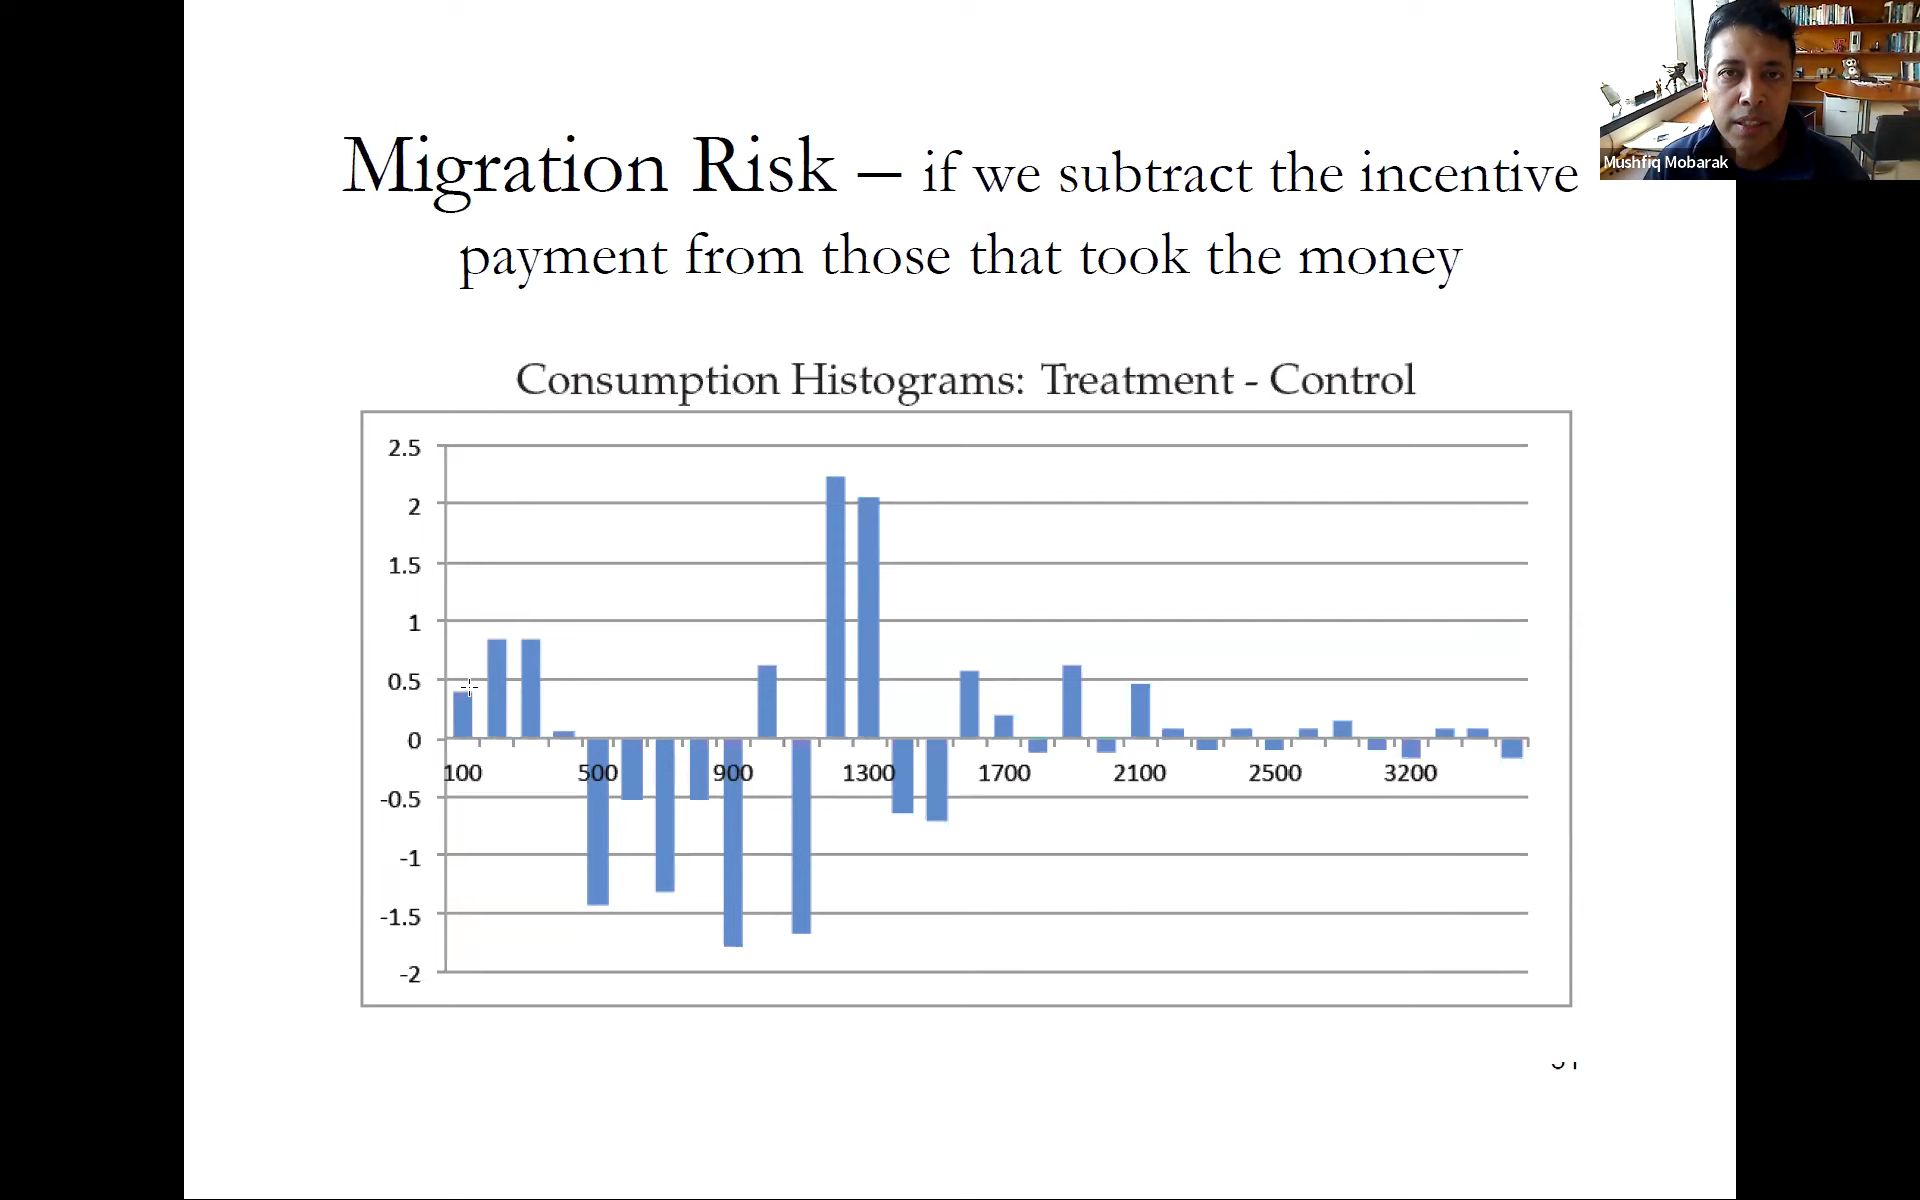 Migration Risk – if we subtract the incentive
payment from those that took the money
Mushfiq Mobarak
Consumption Histograms: Treatment - Control
2.5
2
1.5
1
0.5
0
-0.5
-1
-1.5
-2
100 500 900 1300 1700 2100 2500 3200